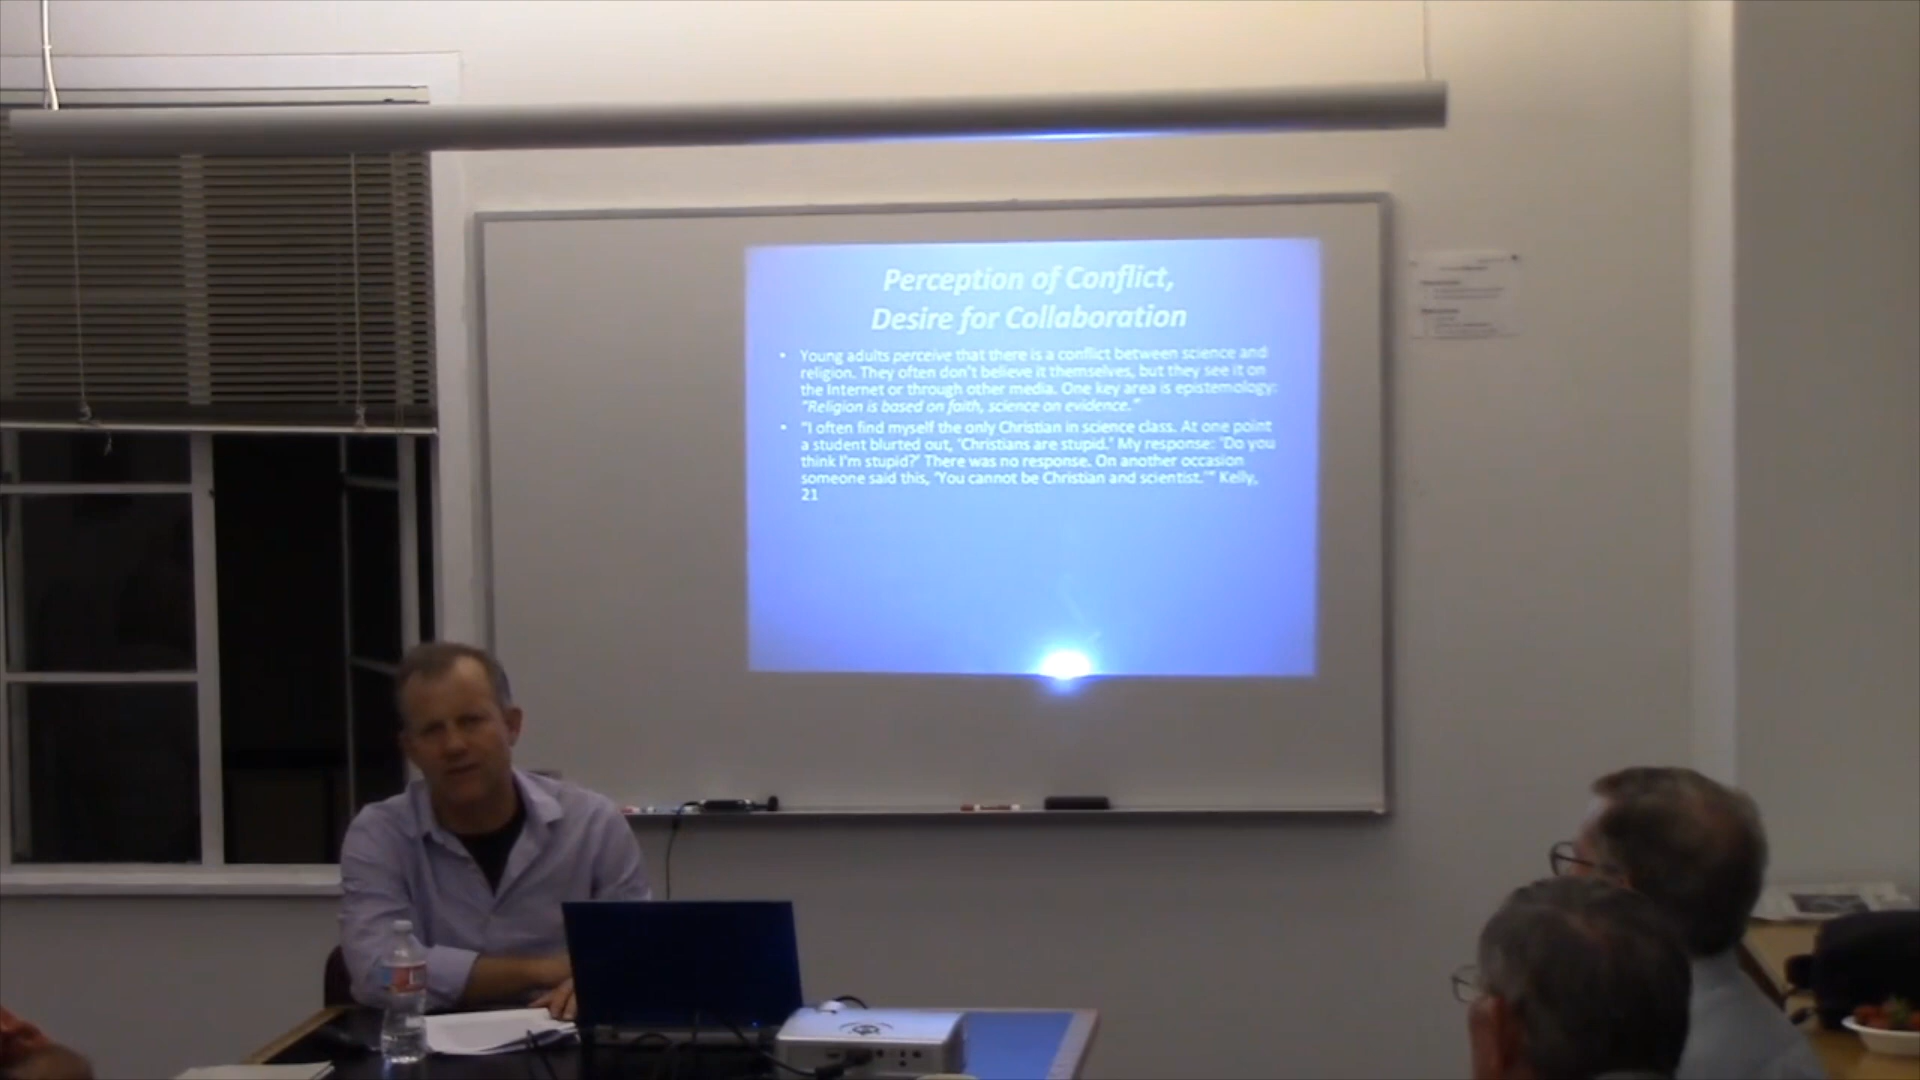 Perception of Conflict,
Desire for Collaboration
• Young adults perceive that there is a conflict between science and
religion. They often don't believe it themselves, but they see it on
the Internet or through other media. One key area is epistemology:
"Religion is based on faith, science on evidence."
• "I often find myself the only Christian in science class. At one point
a student blurted out, 'Christians are stupid.' My response: 'Do you
think I'm stupid?' There was no response. On another occasion
someone said this, 'You cannot be Christian and scientist.'" Kelly,
21